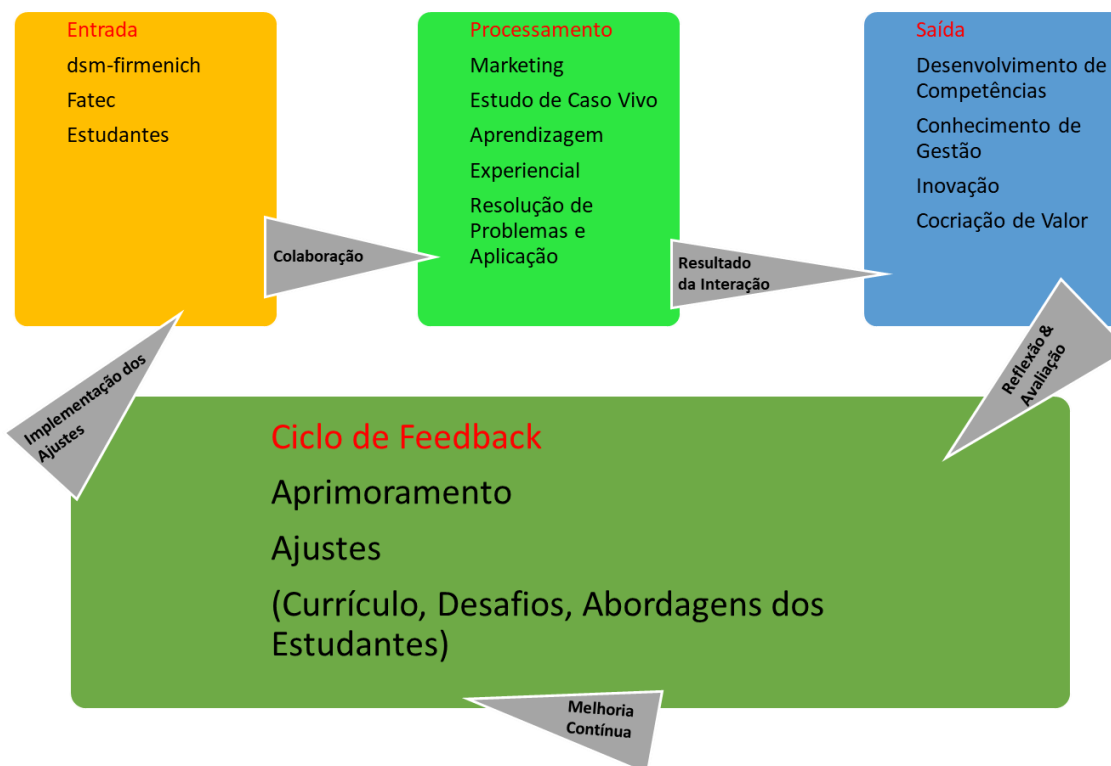 Entrada
dsm-firmenich
Fatec
Estudantes
Colaboração
Processamento
Marketing
Estudo de Caso Vivo
Aprendizagem
Experiencial
Resolução de
Problemas e
Aplicação
Resultado
da Interação
Saída
Desenvolvimento de
Competências
Conhecimento de
Gestão
Inovação
Cocriação de Valor
Reflexão &
Avaliação
Ciclo de Feedback
Aprimoramento
Ajustes
(Currículo, Desafios, Abordagens dos
Estudantes)
Melhoria
Contínua
Implementação dos
Ajustes